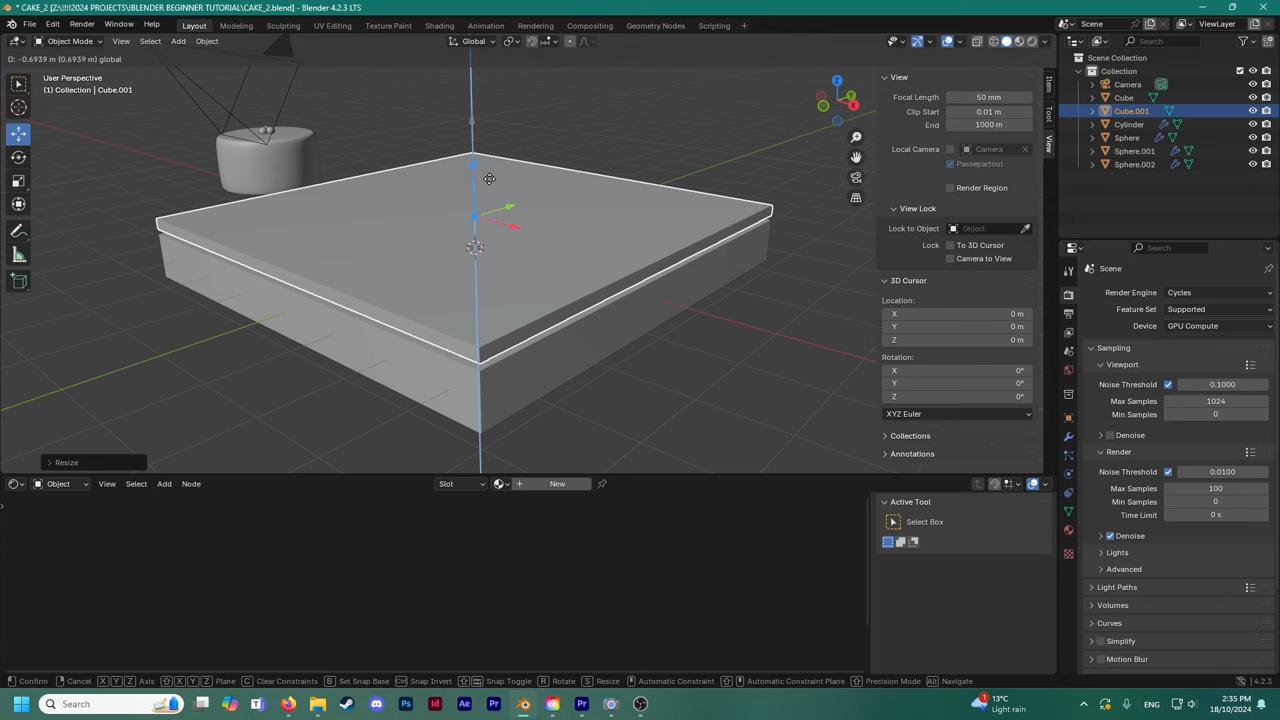 * CAKE_2 [Z:\!!!!2024 PROJECTS\BLENDER BEGINNER TUTORIAL\CAKE_2.blend] - Blender 4.2.3 LTS
File Edit Render Window Help Layout Modeling Sculpting UV Editing Texture Paint Shading Animation Rendering Compositing Geometry Nodes Scripting + Scene ViewLayer
Object Mode View Select Add Object Global Search
D: -0.6939 m (0.6939 m) global
User Perspective
(1) Collection | Cube.001
Z
Y
X
Resize
View
Focal Length 50 mm
Clip Start 0.01 m
End 1000 m
Local Camera Camera
Passepartout
Render Region
View Lock
Lock to Object Object
Lock To 3D Cursor
Camera to View
3D Cursor
Location:
X 0 m
Y 0 m
Z 0 m
Rotation:
X 0°
Y 0°
Z 0°
XYZ Euler
Collections
Annotations
Item
Tool
View
Scene Collection
Collection
Camera
Cube
Cube.001
Cylinder
Sphere
Sphere.001
Sphere.002
Search
Scene
Render Engine Cycles
Feature Set Supported
Device GPU Compute
Sampling
Viewport
Noise Threshold 0.1000
Max Samples 1024
Min Samples 0
Denoise
Render
Noise Threshold 0.0100
Max Samples 100
Min Samples 0
Time Limit 0 s
Denoise
Lights
Advanced
Light Paths
Volumes
Curves
Simplify
Motion Blur
Object View Select Add Node Slot New
Active Tool
Select Box
Confirm Cancel X Y Z Axis X Y Z Plane C Clear Constraints B Set Snap Base Snap Invert Snap Toggle G Move R Rotate S Resize Automatic Constraint Automatic Constraint Plane Precision Mode Alt Navigate 4.2.3
Search
1
13°C
Light rain
ENG
2:35 PM
18/10/2024